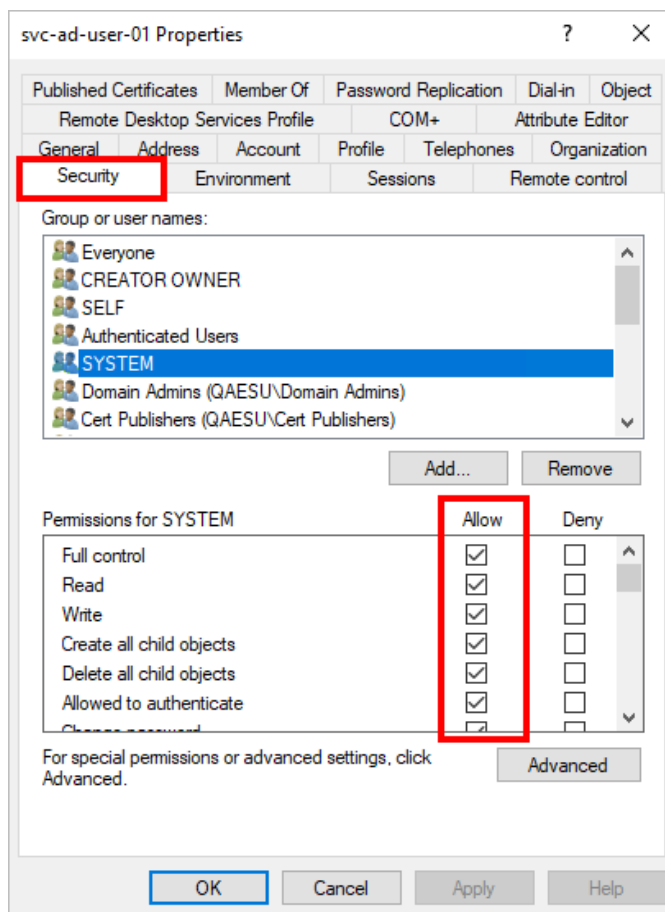 svc-ad-user-01 Properties ?
Published Certificates Member Of Password Replication Dial-in Object
Remote Desktop Services Profile COM+ Attribute Editor
General Address Account Profile Telephones Organization
Security Environment Sessions Remote control
Group or user names:
Everyone
CREATOR OWNER
SELF
Authenticated Users
SYSTEM
Domain Admins (QAESU\Domain Admins)
Cert Publishers (QAESU\Cert Publishers)
Add... Remove
Permissions for SYSTEM Allow Deny
Full control
Read
Write
Create all child objects
Delete all child objects
Allowed to authenticate
Change password
For special permissions or advanced settings, click
Advanced.
Advanced
OK Cancel Apply Help